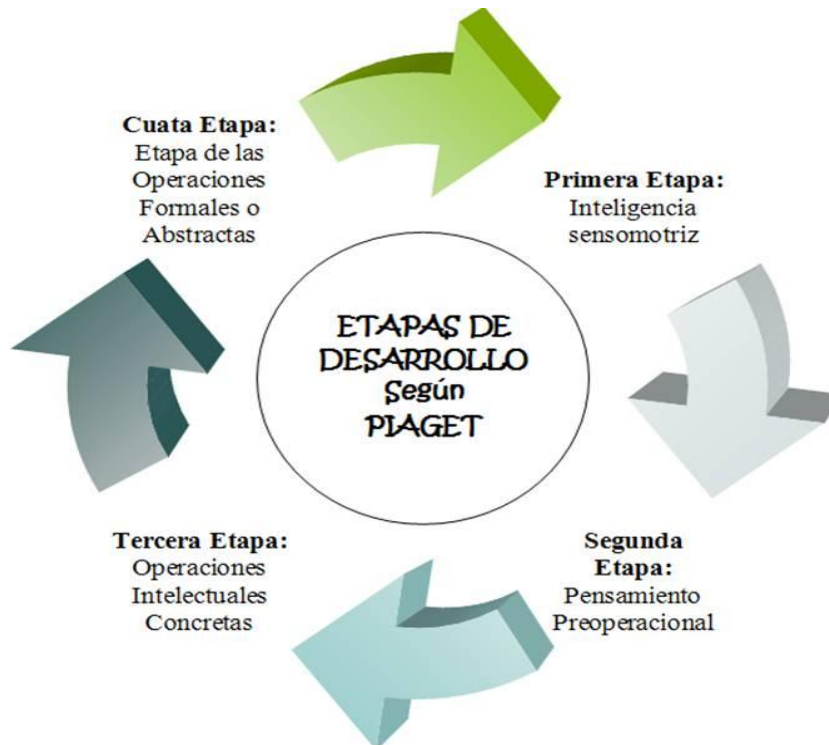 ETAPAS DE
DESARROLLO
Según
PIAGET
Primera Etapa:
Inteligencia
sensomotriz
Segunda
Etapa:
Pensamiento
Preoperacional
Tercera Etapa:
Operaciones
Intelectuales
Concretas
Cuata Etapa:
Etapa de las
Operaciones
Formales o
Abstractas